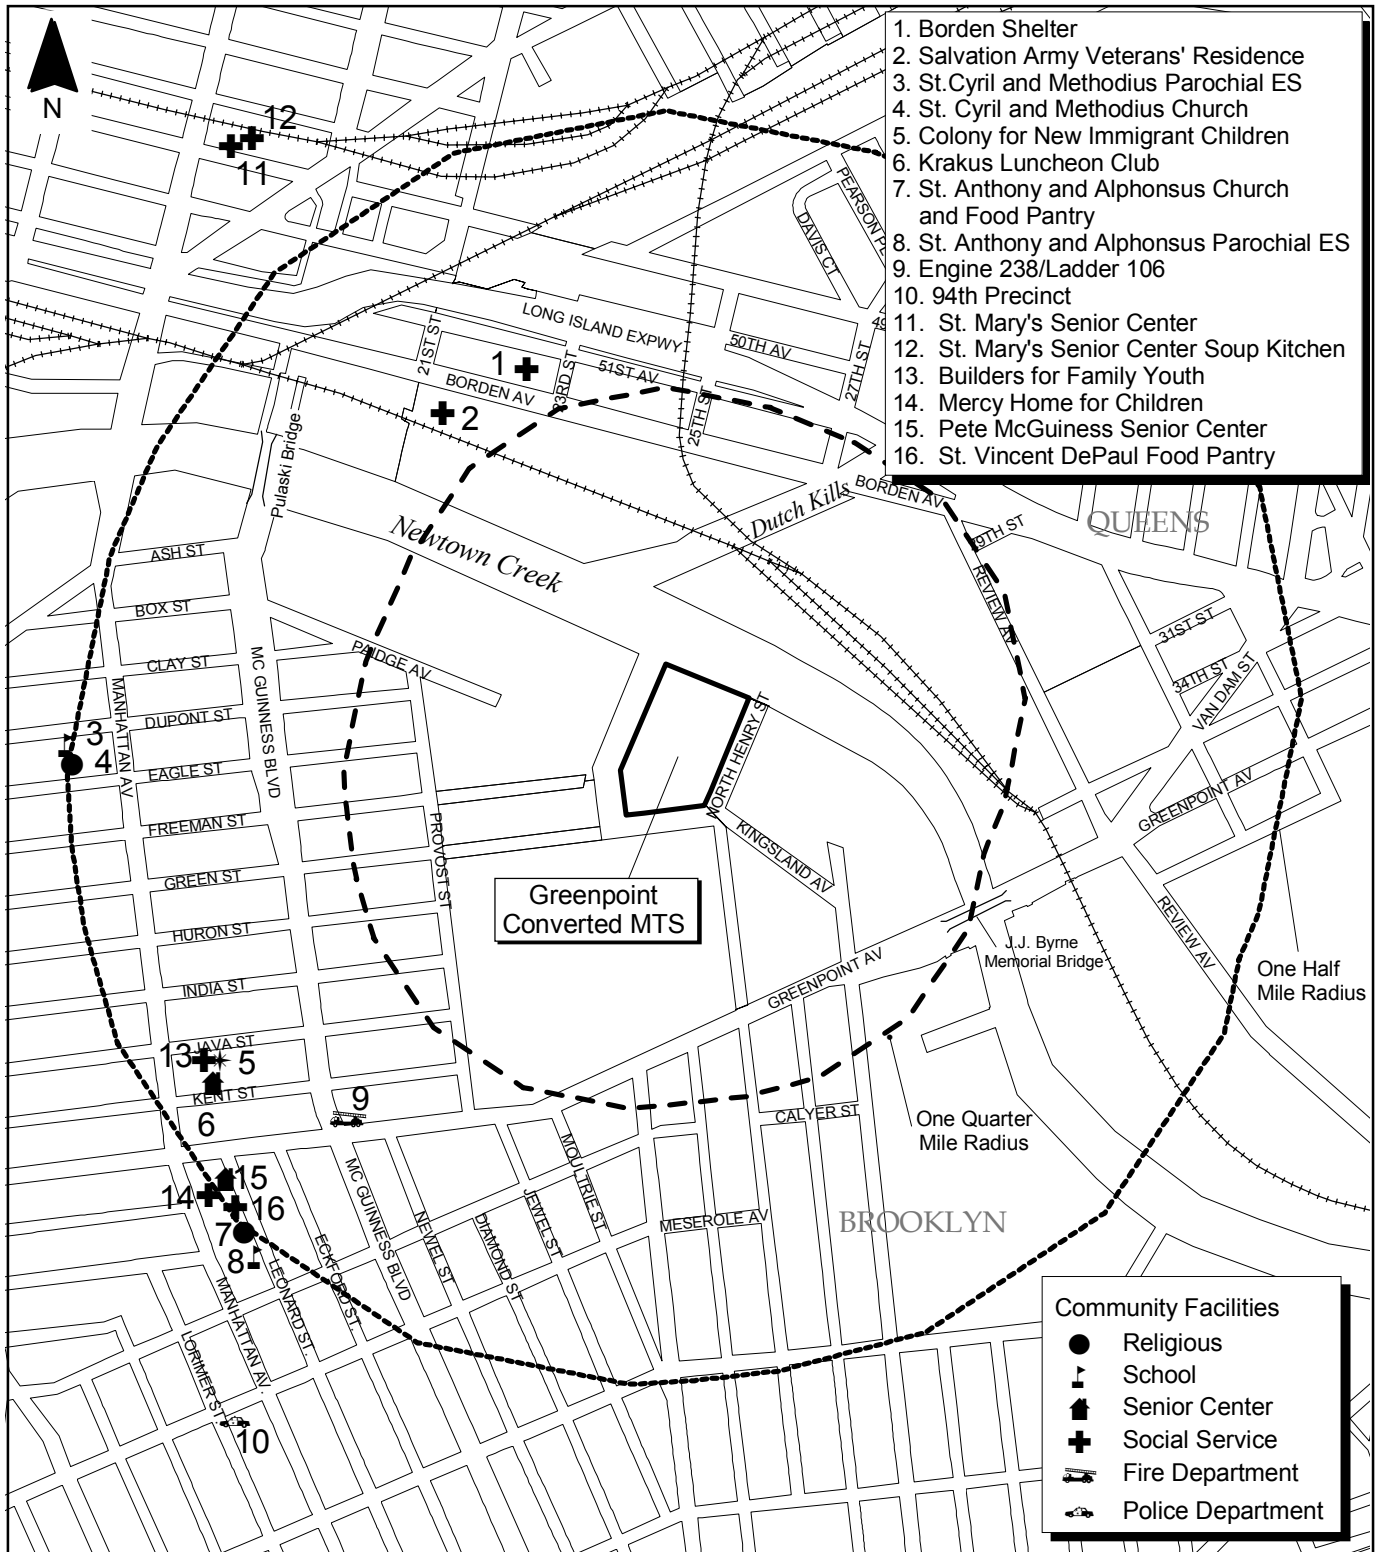 N
1. Borden Shelter
2. Salvation Army Veterans' Residence
3. St.Cyril and Methodius Parochial ES
4. St. Cyril and Methodius Church
5. Colony for New Immigrant Children
6. Krakus Luncheon Club
7. St. Anthony and Alphonsus Church
and Food Pantry
8. St. Anthony and Alphonsus Parochial ES
9. Engine 238/Ladder 106
10. 94th Precinct
11. St. Mary's Senior Center
12. St. Mary's Senior Center Soup Kitchen
13. Builders for Family Youth
14. Mercy Home for Children
15. Pete McGuiness Senior Center
16. St. Vincent DePaul Food Pantry
12
11
PEARSON
DAVIS CT
LONG ISLAND EXPWY
21ST ST
1
23RD ST
51ST AV
50TH AV
27TH ST
49
BORDEN AV
2
25TH ST
Pulaski Bridge
Dutch Kills
BORDEN AV
QUEENS
29TH ST
Newtown Creek
ASH ST
BOX ST
REVIEW AV
31ST ST
CLAY ST
PAIDGE AV
34TH ST
VAN DAM ST
MANHATTAN AV
MC GUINNESS BLVD
DUPONT ST
3
4
NORTH HENRY ST
EAGLE ST
GREENPOINT AV
FREEMAN ST
PROVOST ST
KINGSLAND AV
GREEN ST
Greenpoint
Converted MTS
HURON ST
REVIEW AV
J.J. Byrne
Memorial Bridge
GREENPOINT AV
One Half
Mile Radius
INDIA ST
JAVA ST
13
5
KENT ST
6
9
CALYER ST
One Quarter
Mile Radius
MOULTRIE ST
MC GUINNESS BLVD
15
14
16
JEWEL ST
NEWEL ST
DIAMOND ST
MESEROLE AV
BROOKLYN
7
8
ECKFORD ST.
LEONARD ST.
MANHATTAN AV.
LORIMER ST.
10
Community Facilities
Religious
School
Senior Center
Social Service
Fire Department
Police Department